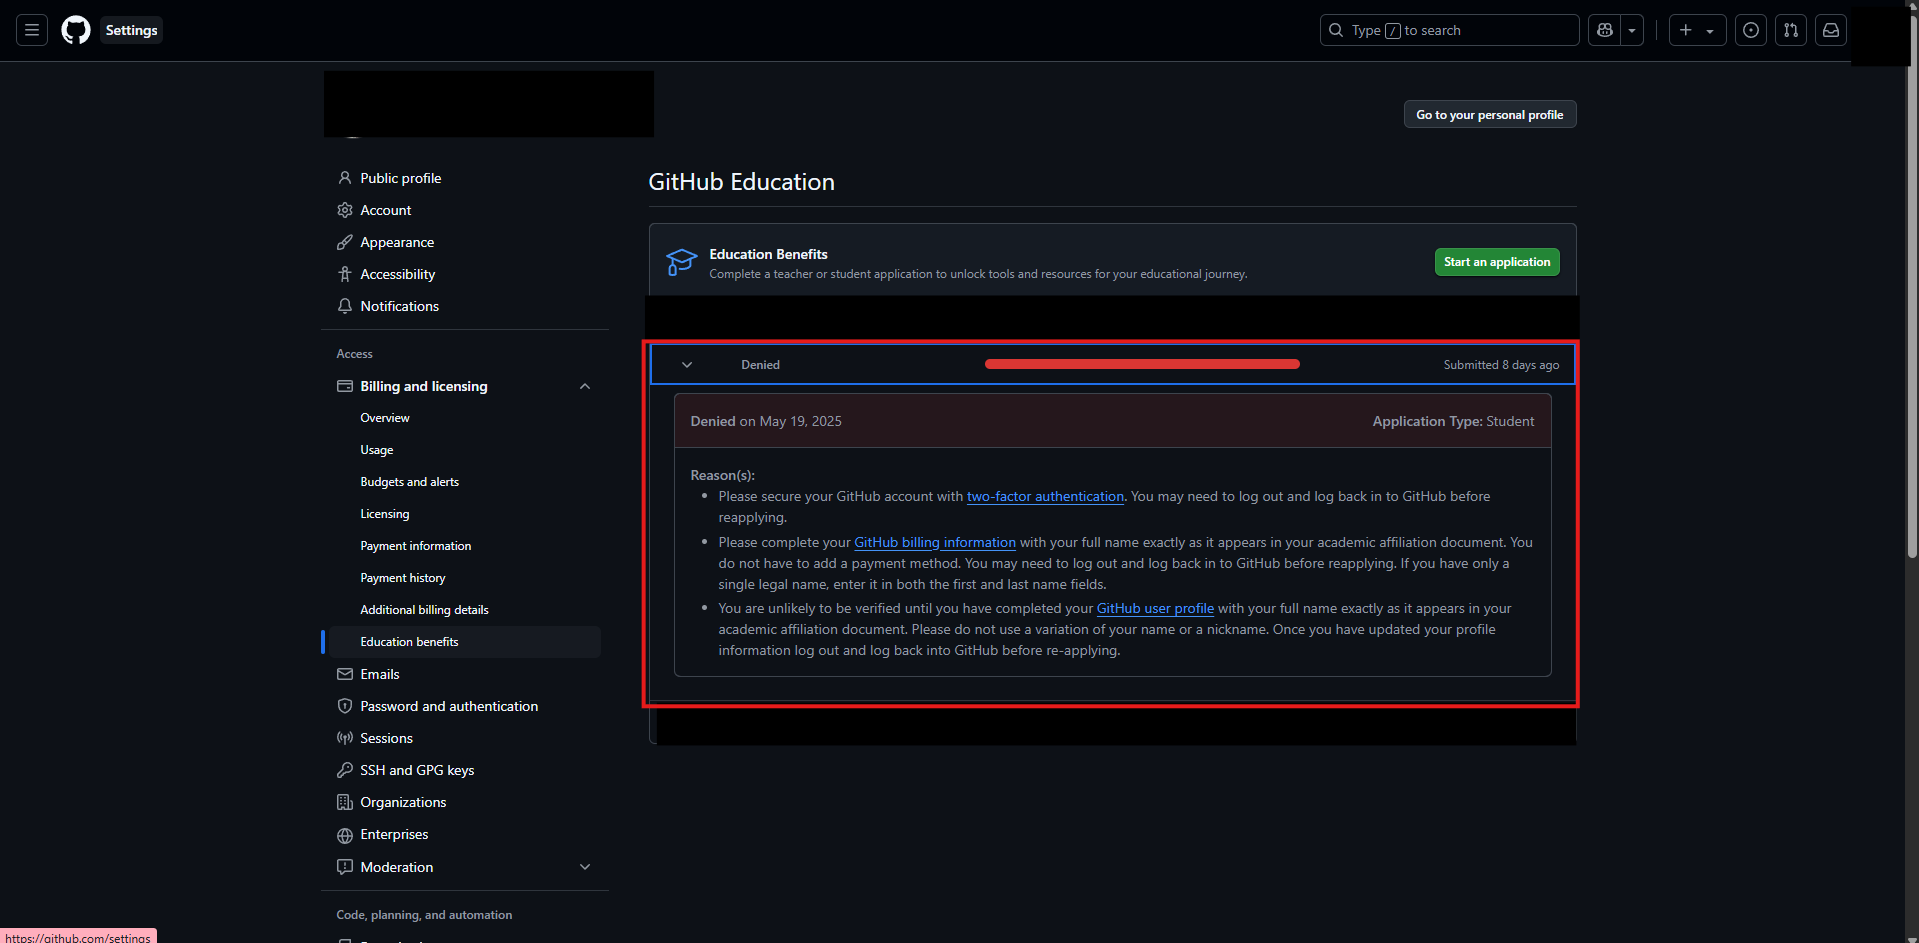 Settings
Type / to search
Go to your personal profile
Public profile
Account
Appearance
Accessibility
Notifications
Access
Billing and licensing
Overview
Usage
Budgets and alerts
Licensing
Payment information
Payment history
Additional billing details
Education benefits
Emails
Password and authentication
Sessions
SSH and GPG keys
Organizations
Enterprises
Moderation
Code, planning, and automation
GitHub Education
Education Benefits
Complete a teacher or student application to unlock tools and resources for your educational journey.
Start an application
Denied
Submitted 8 days ago
Denied on May 19, 2025
Application Type: Student
Reason(s):
Please secure your GitHub account with two-factor authentication. You may need to log out and log back in to GitHub before
reapplying.
Please complete your GitHub billing information with your full name exactly as it appears in your academic affiliation document. You
do not have to add a payment method. You may need to log out and log back in to GitHub before reapplying. If you have only a
single legal name, enter it in both the first and last name fields.
You are unlikely to be verified until you have completed your GitHub user profile with your full name exactly as it appears in your
academic affiliation document. Please do not use a variation of your name or a nickname. Once you have updated your profile
information log out and log back into GitHub before re-applying.
https://github.com/settings